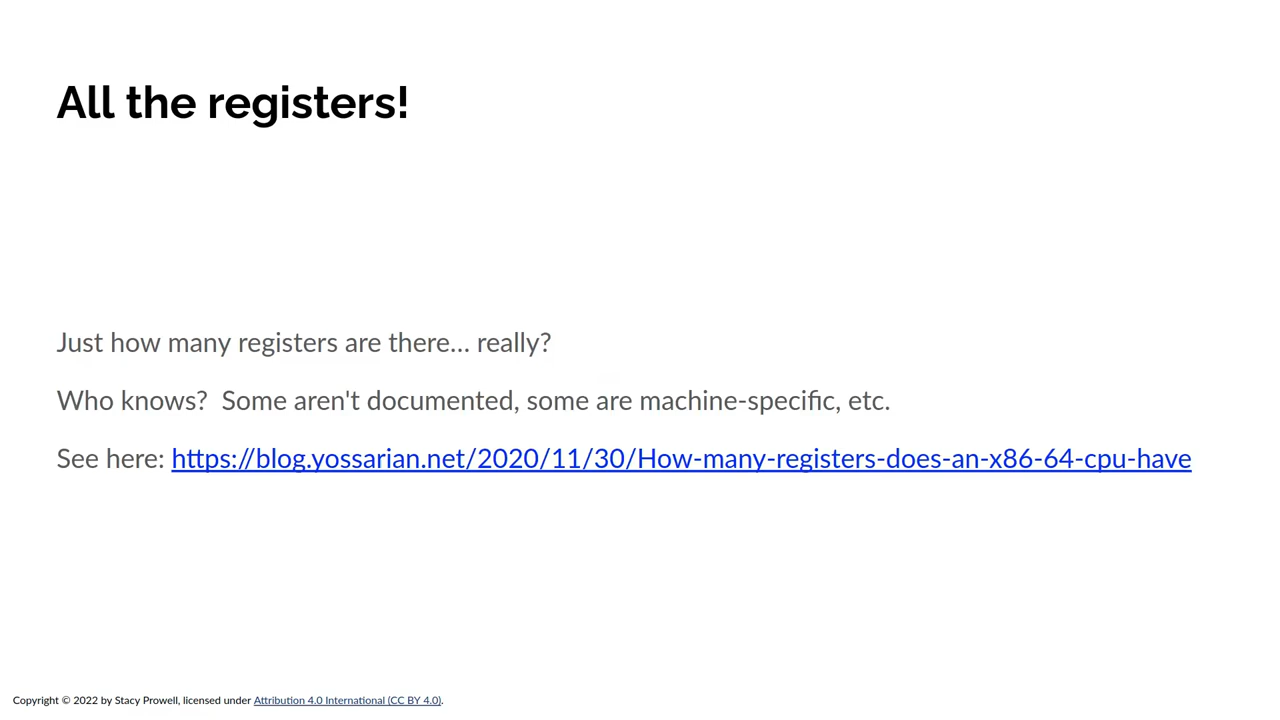 All the registers!
Just how many registers are there... really?
Who knows?  Some aren't documented, some are machine-specific, etc.
See here: https://blog.yossarian.net/2020/11/30/How-many-registers-does-an-x86-64-cpu-have
Copyright © 2022 by Stacy Prowell, licensed under Attribution 4.0 International (CC BY 4.0).